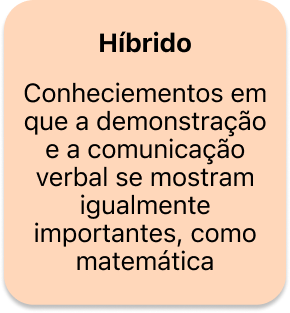 Híbrido
Conheciementos em
que a demonstração
e a comunicação
verbal se mostram
igualmente
importantes, como
matemática